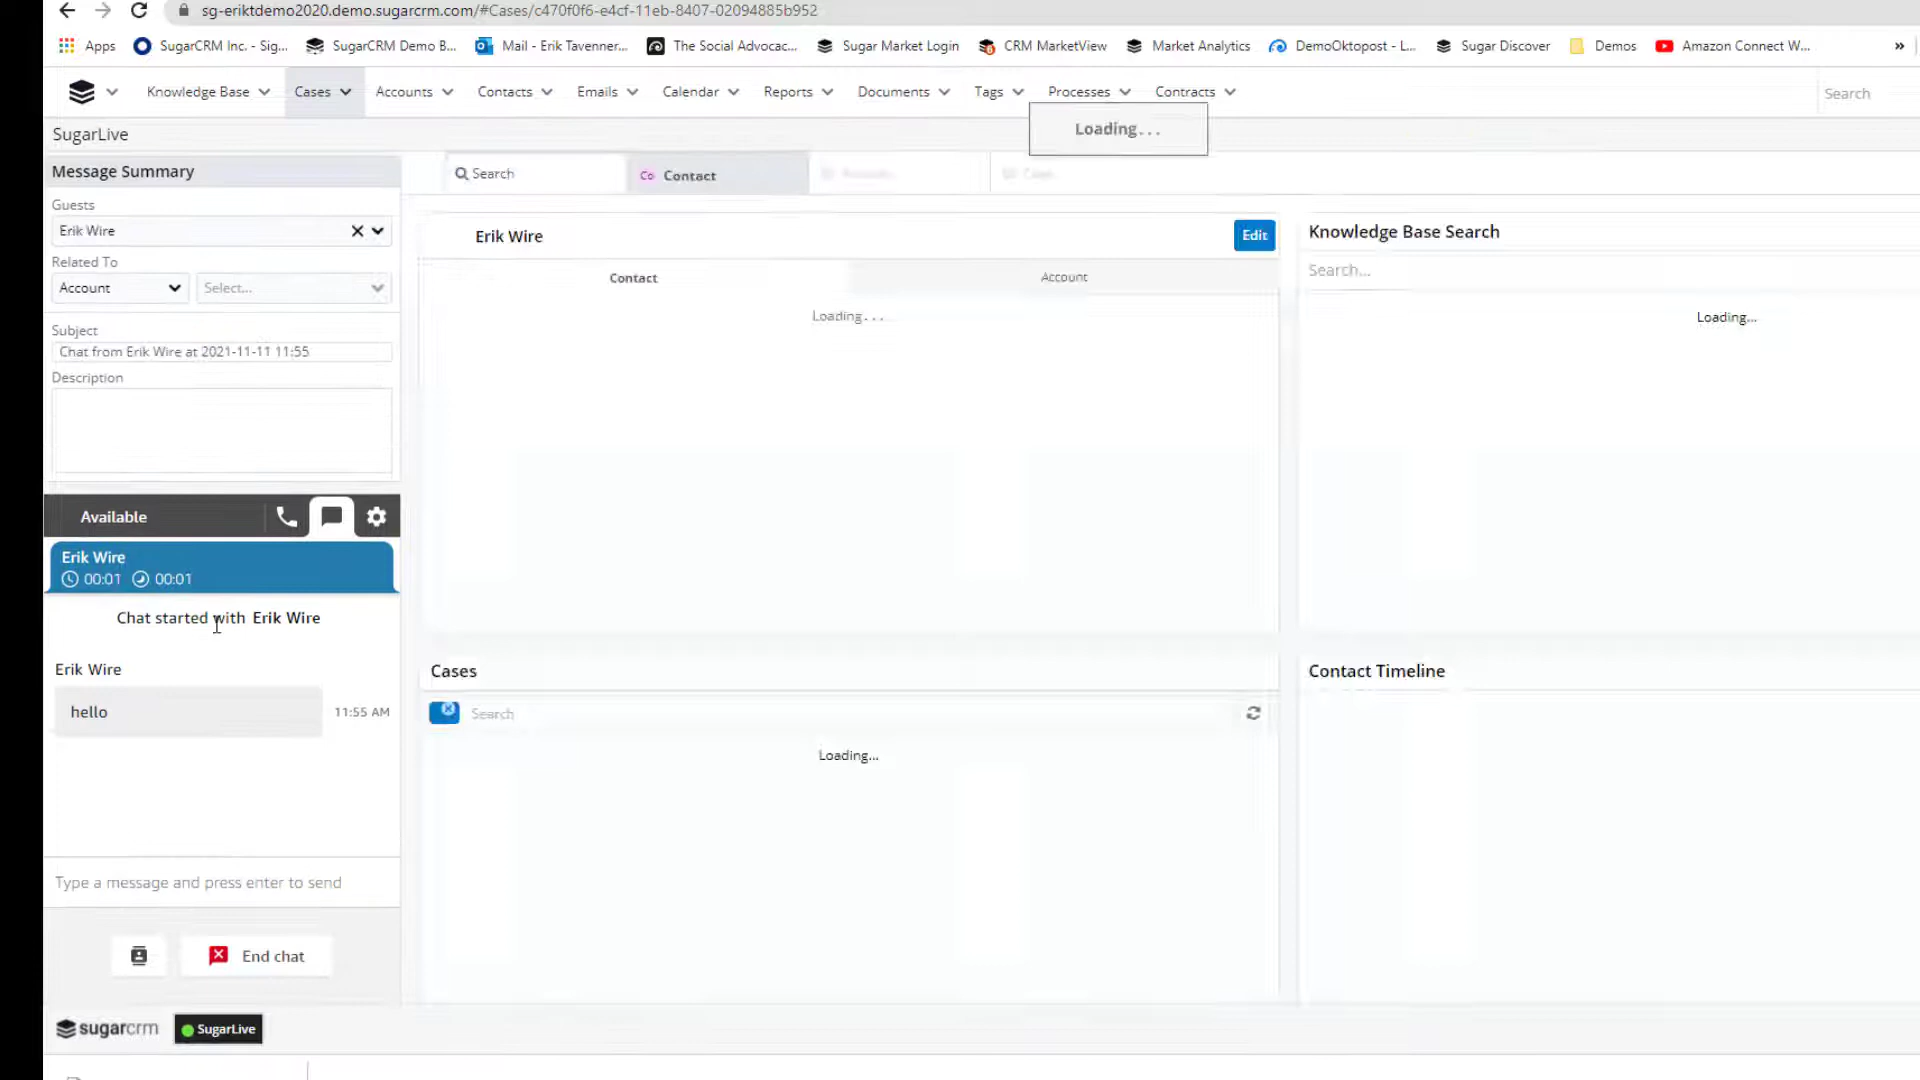 sg-eriktdemo2020.demo.sugarcrm.com/#Cases/c470f0f6-e4cf-11eb-8407-02094885b952
Apps SugarCRM Inc. - Sig... SugarCRM Demo B... Mail - Erik Tavenner... The Social Advocac... Sugar Market Login CRM MarketView Market Analytics DemoOktopost - L... Sugar Discover Demos Amazon Connect W... »
Knowledge Base Cases Accounts Contacts Emails Calendar Reports Documents Tags Processes Contracts Search
Loading...
SugarLive
Message Summary
Guests
Erik Wire
Related To
Account Select...
Subject
Chat from Erik Wire at 2021-11-11 11:55
Description
Available
Erik Wire
00:01 00:01
Chat started with Erik Wire
Erik Wire
hello 11:55 AM
Type a message and press enter to send
End chat
sugarcrm SugarLive
Search Co Contact
Erik Wire Edit
Contact Account
Loading...
Knowledge Base Search
Search...
Loading...
Cases
Search
Loading...
Contact Timeline